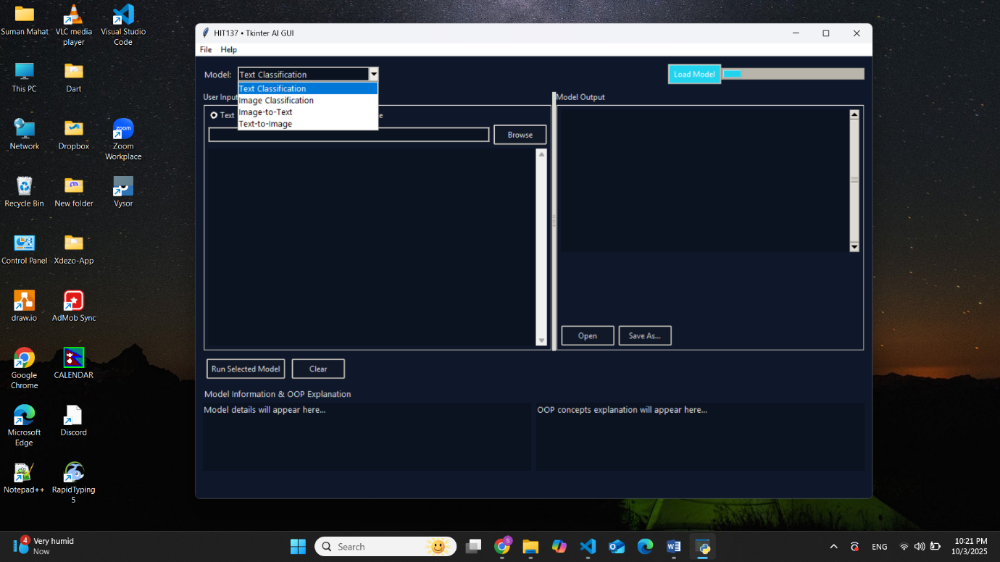 Suman Mahat
VLC media
player
Visual Studio
Code
This PC
Dart
Network
Dropbox
zoom
Zoom
Workplace
Recycle Bin
New folder
Vysor
Control Panel
Xdezo-App
draw.io
AdMob Sync
Google
Chrome
CALENDAR
Microsoft
Edge
Discord
Notepad++
RapidTyping
5
HIT137 • Tkinter AI GUI
File Help
Model: Text Classification
Load Model
Text Classification
Image Classification
Image-to-Text
Text-to-Image
User Input
Model Output
Text
Browse
Open
Save As...
Run Selected Model
Clear
Model Information & OOP Explanation
Model details will appear here...
OOP concepts explanation will appear here...
4
Very humid
Now
Search
S
ENG
10:21 PM
10/3/2025